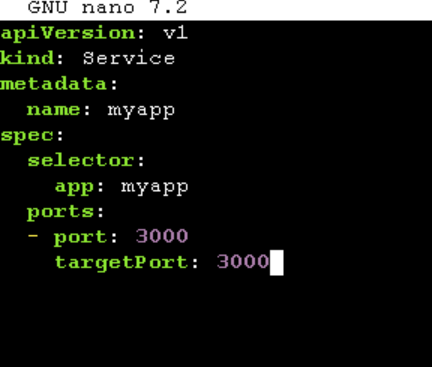 GNU nano 7.2
apiVersion: v1
kind: Service
metadata:
  name: myapp
spec:
  selector:
    app: myapp
  ports:
  - port: 3000
    targetPort: 3000